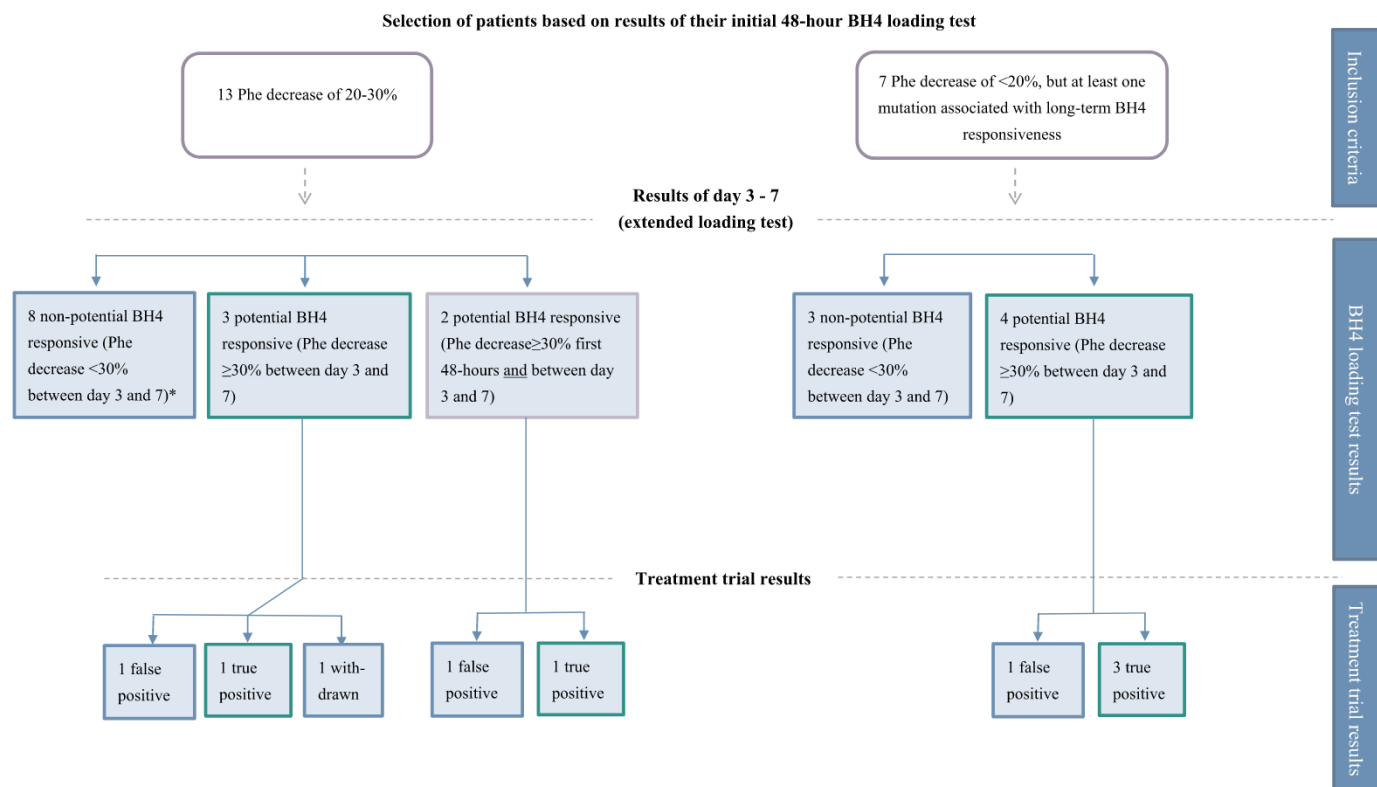 Selection of patients based on results of their initial 48-hour BH4 loading test
13 Phe decrease of 20-30%
7 Phe decrease of <20%, but at least one
mutation associated with long-term BH4
responsiveness
Inclusion criteria
Results of day 3 - 7
(extended loading test)
8 non-potential BH4
responsive (Phe
decrease <30%
between day 3 and 7)*
3 potential BH4
responsive (Phe decrease
≥30% between day 3 and
7)
2 potential BH4 responsive
(Phe decrease≥30% first
48-hours and between day
3 and 7)
3 non-potential BH4
responsive (Phe
decrease <30%
between day 3 and 7)
4 potential BH4
responsive (Phe decrease
≥30% between day 3 and
7)
BH4 loading test results
Treatment trial results
1 false
positive
1 true
positive
1 with-
drawn
1 false
positive
1 true
positive
1 false
positive
3 true
positive
Treatment trial results